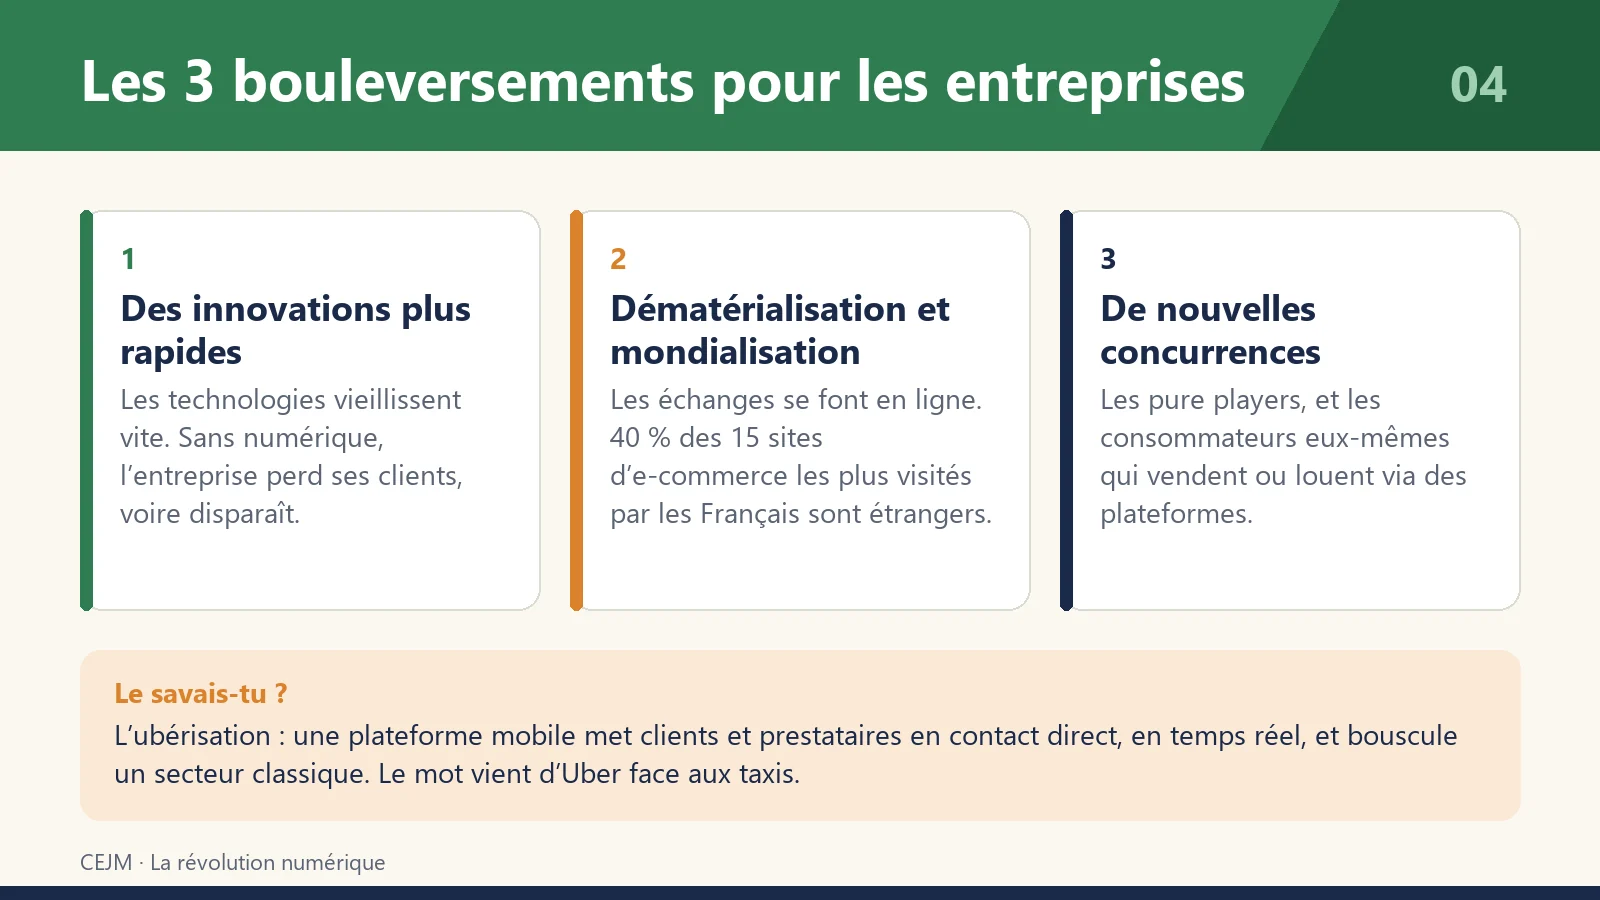 Les 3 bouleversements pour les entreprises
04
1
Des innovations plus
rapides
Les technologies vieillissent
vite. Sans numérique,
l’entreprise perd ses clients,
voire disparaît.
2
Dématérialisation et
mondialisation
Les échanges se font en ligne.
40 % des 15 sites
d’e-commerce les plus visités
par les Français sont étrangers.
3
De nouvelles
concurrences
Les pure players, et les
consommateurs eux-mêmes
qui vendent ou louent via des
plateformes.
Le savais-tu ?
L’ubérisation : une plateforme mobile met clients et prestataires en contact direct, en temps réel, et bouscule
un secteur classique. Le mot vient d’Uber face aux taxis.
CEJM · La révolution numérique